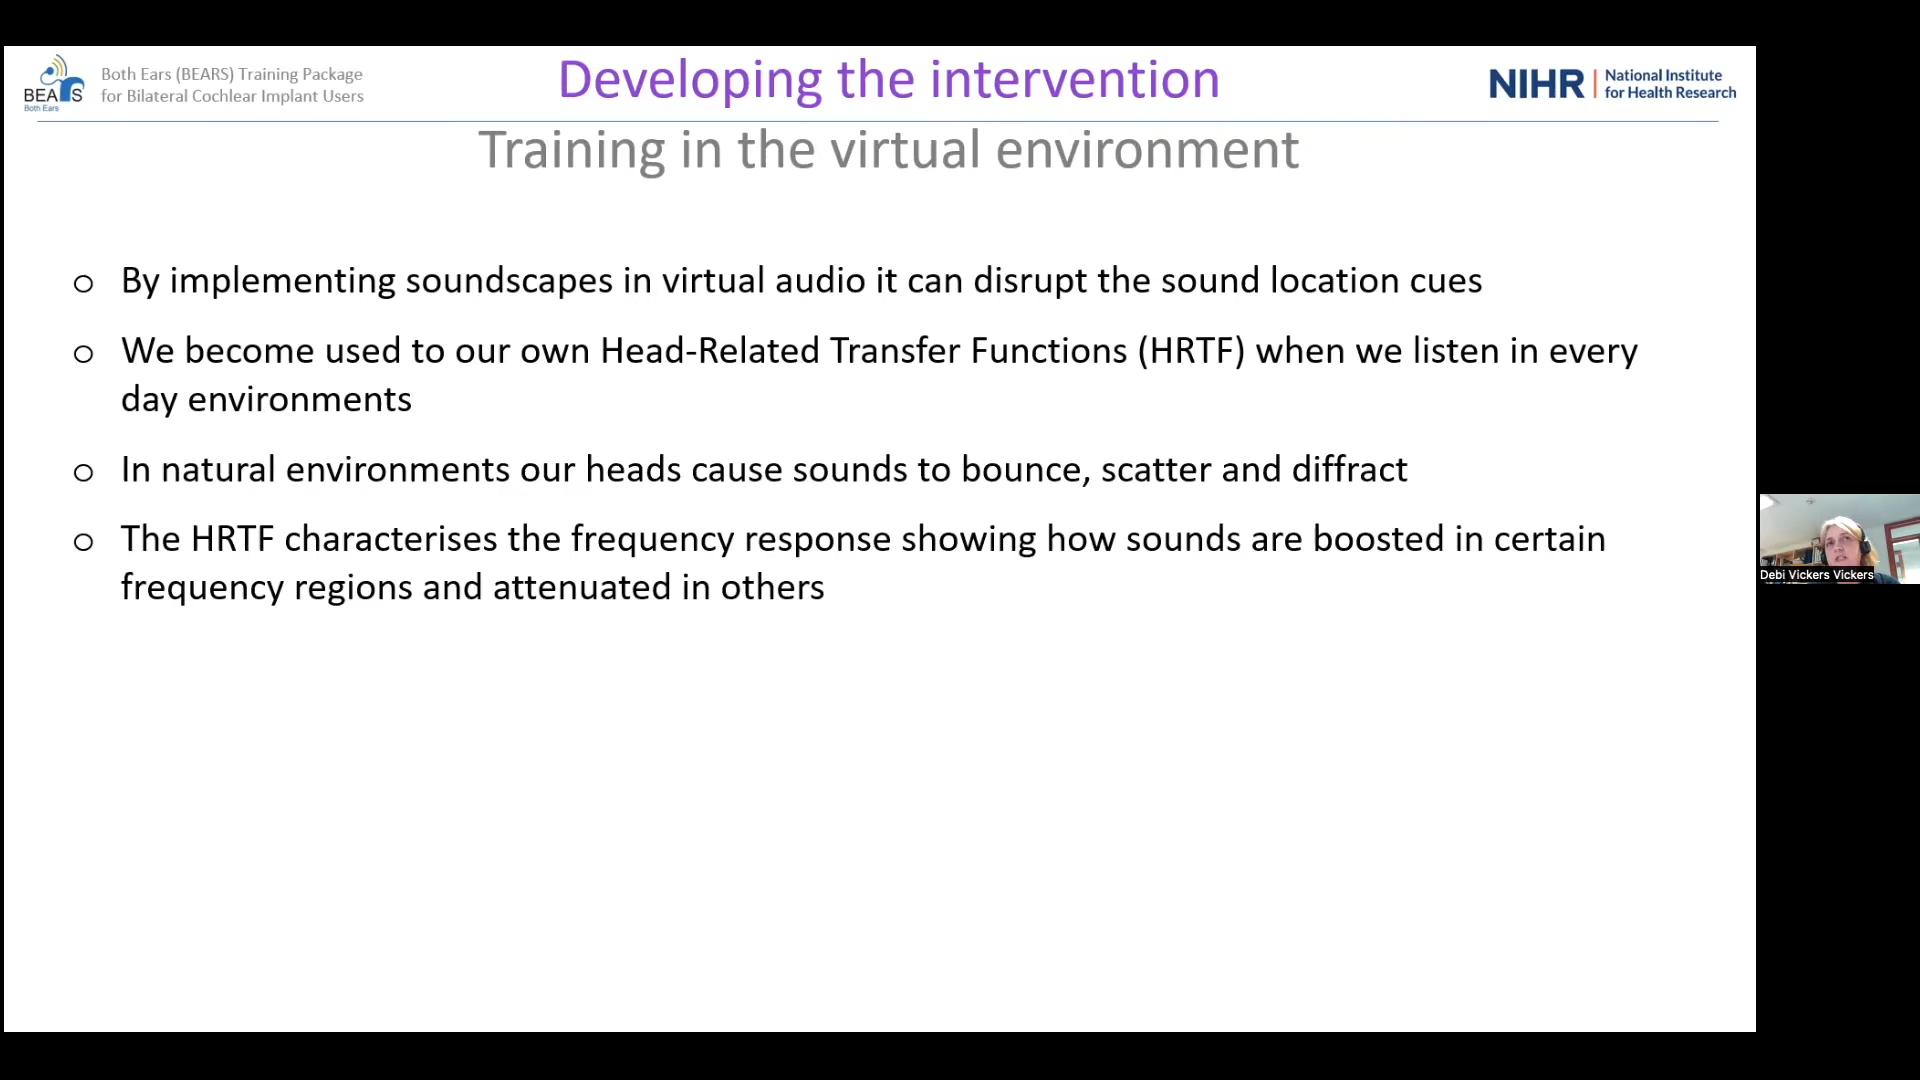 BEARS
Both Ears
Both Ears (BEARS) Training Package
for Bilateral Cochlear Implant Users
Developing the intervention
NIHR | National Institute
for Health Research
Training in the virtual environment
o By implementing soundscapes in virtual audio it can disrupt the sound location cues
o We become used to our own Head-Related Transfer Functions (HRTF) when we listen in every
day environments
o In natural environments our heads cause sounds to bounce, scatter and diffract
o The HRTF characterises the frequency response showing how sounds are boosted in certain
frequency regions and attenuated in others
Debi Vickers Vickers